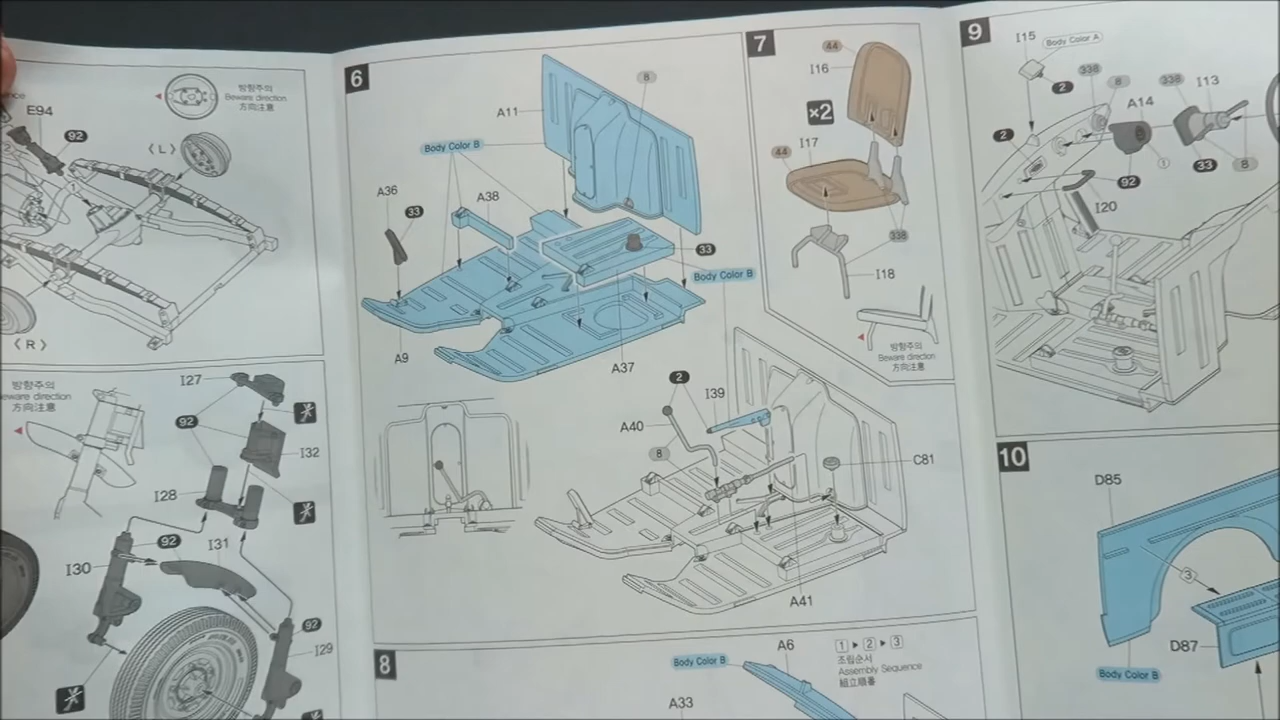 E94
92
방향주의
Beware direction
方向注意
〈L〉
1
〈R〉
방향주의
方向注意
I27
92
I32
I28
92
I31
I30
92
I29
6
A11
8
Body Color B
A36
33
A38
33
Body Color B
A9
A37
2
I39
A40
8
C81
A41
7
44
I16
×2
I17
44
338
I18
방향주의
Beware direction
方向注意
8
Body Color B
A6
A33
1 ▶ 2 ▶ 3
조립순서
Assembly Sequence
組立順番
9
I15
Body Color A
2
338
8
A14
338
I13
2
1
33
8
92
I20
10
D85
3
D87
Body Color B